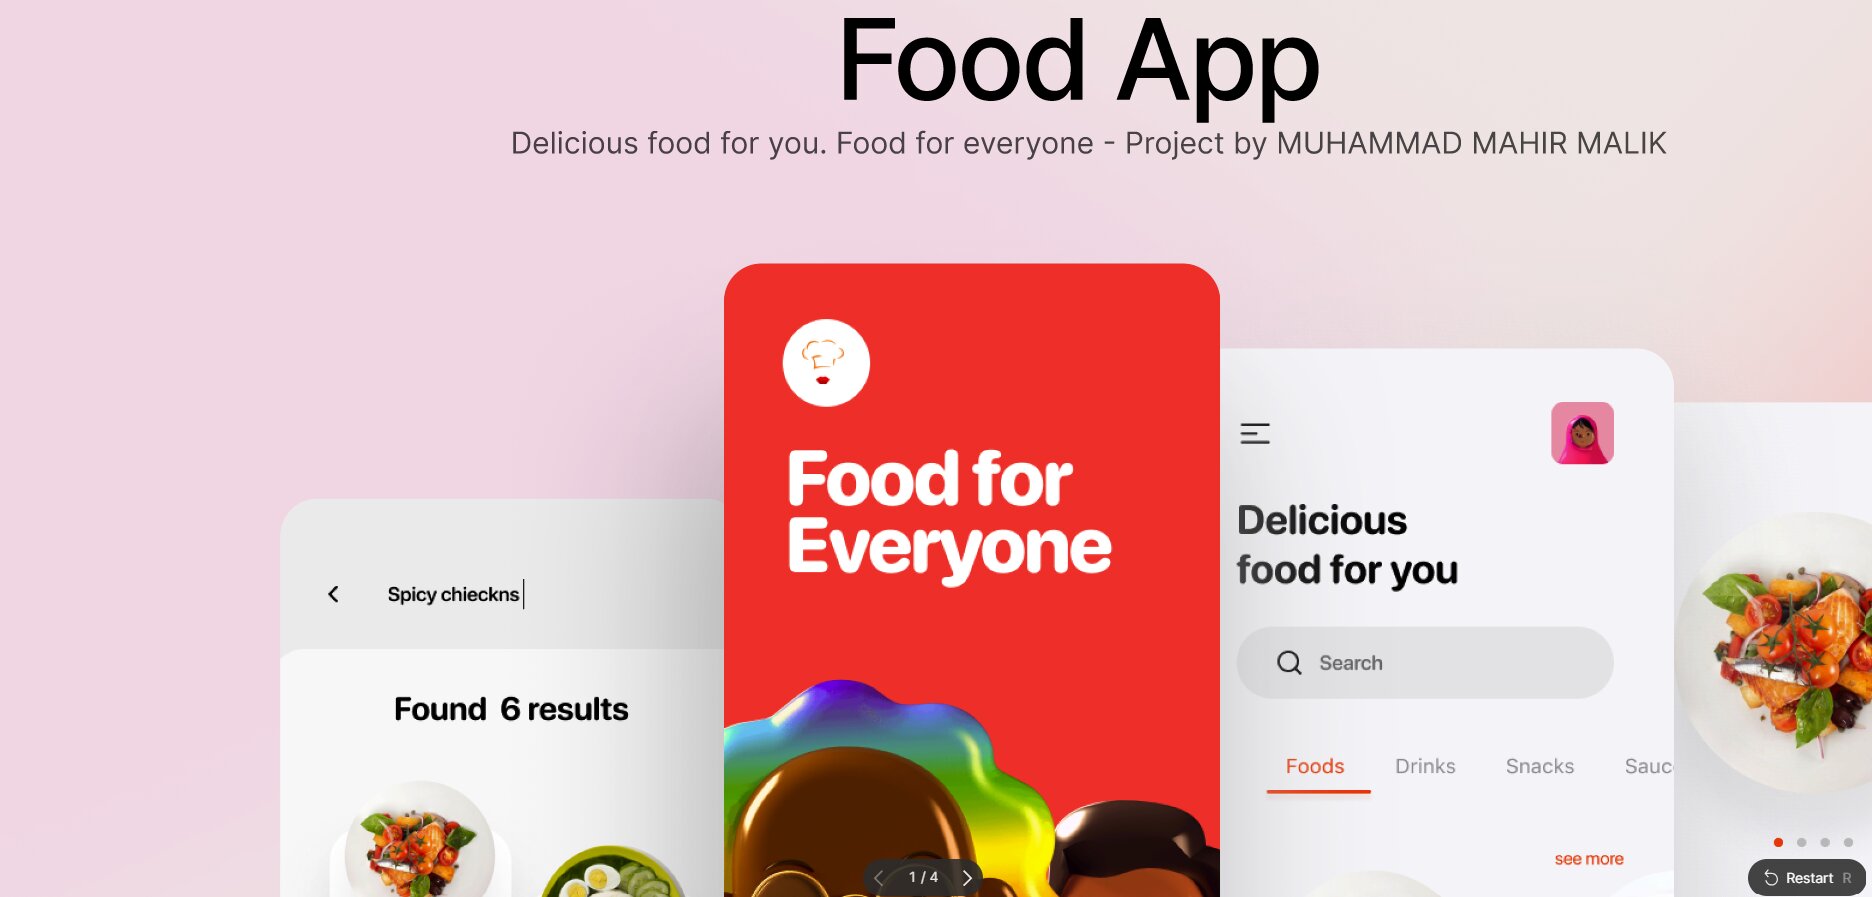 Food App
Delicious food for you. Food for everyone - Project by MUHAMMAD MAHIR MALIK
Food for
Everyone
Delicious
food for you
Search
Foods Drinks Snacks Sauc
see more
Spicy chieckns
Found 6 results
1 / 4
Restart R